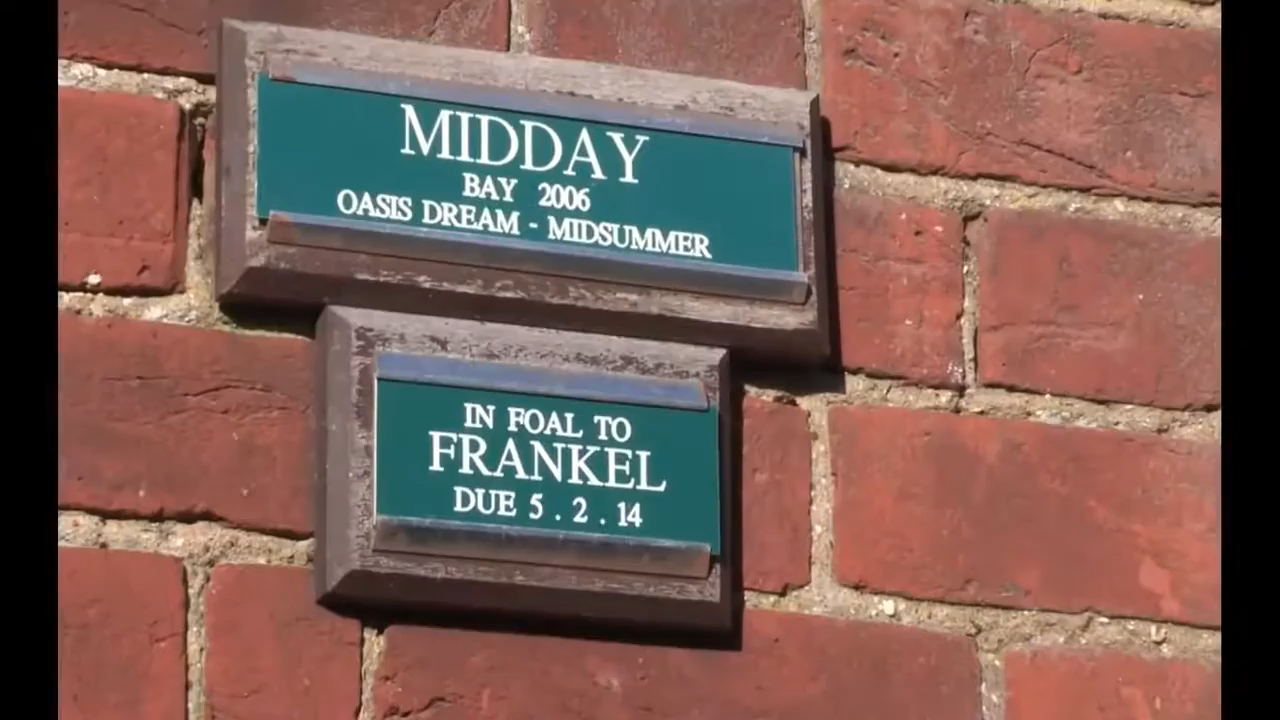 MIDDAY
BAY 2006
OASIS DREAM - MIDSUMMER
IN FOAL TO
FRANKEL
DUE 5 . 2 . 14